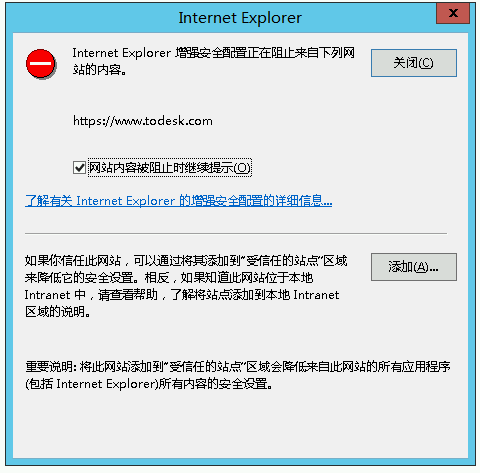 Internet Explorer
x
Internet Explorer 增强安全配置正在阻止来自下列网
站的内容。
关闭(C)
https://www.todesk.com
网站内容被阻止时继续提示(O)
了解有关 Internet Explorer 的增强安全配置的详细信息...
如果你信任此网站，可以通过将其添加到“受信任的站点”区域
来降低它的安全设置。相反，如果知道此网站位于本地
Intranet 中，请查看帮助，了解将站点添加到本地 Intranet
区域的说明。
添加(A)...
重要说明: 将此网站添加到“受信任的站点”区域会降低来自此网站的所有应用程序
(包括 Internet Explorer)所有内容的安全设置。